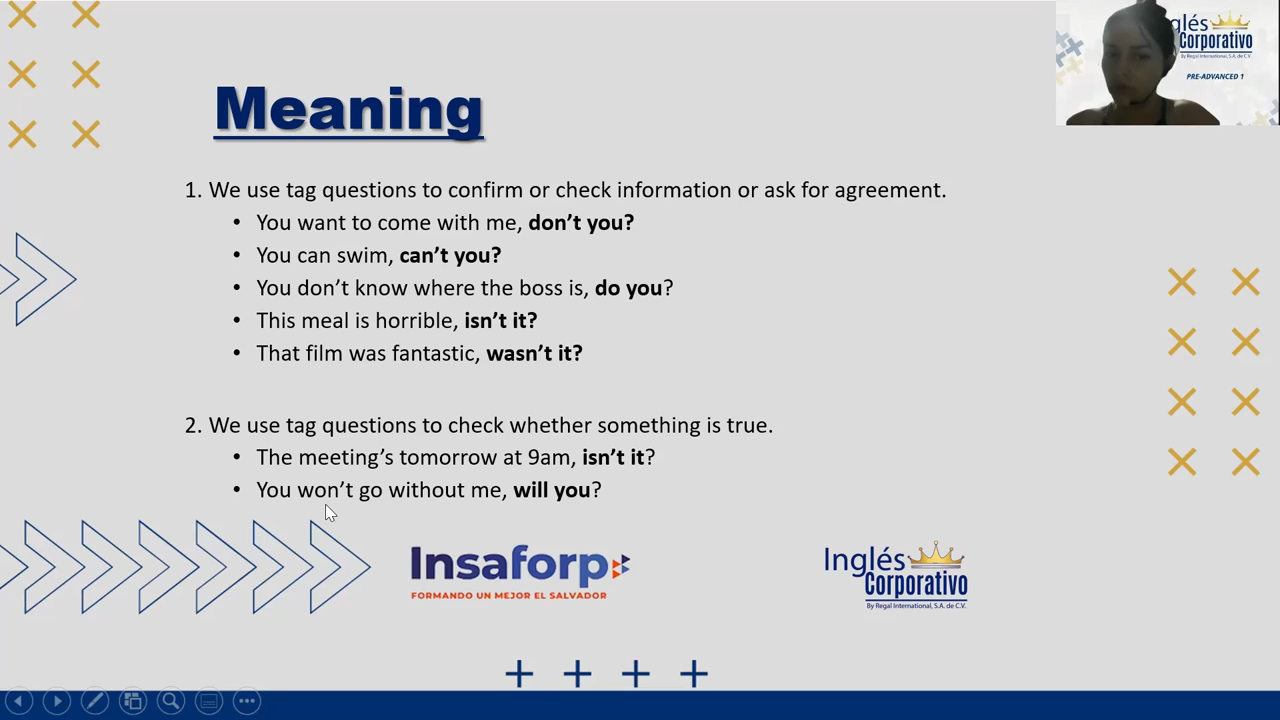 Inglés
Corporativo
By Regal International, S.A. de C.V.
PRE-ADVANCED 1
Meaning
1. We use tag questions to confirm or check information or ask for agreement.
• You want to come with me, don’t you?
• You can swim, can’t you?
• You don’t know where the boss is, do you?
• This meal is horrible, isn’t it?
• That film was fantastic, wasn’t it?
2. We use tag questions to check whether something is true.
• The meeting’s tomorrow at 9am, isn’t it?
• You won’t go without me, will you?
Insaforp
FORMANDO UN MEJOR EL SALVADOR
Inglés
Corporativo
By Regal International, S.A. de C.V.